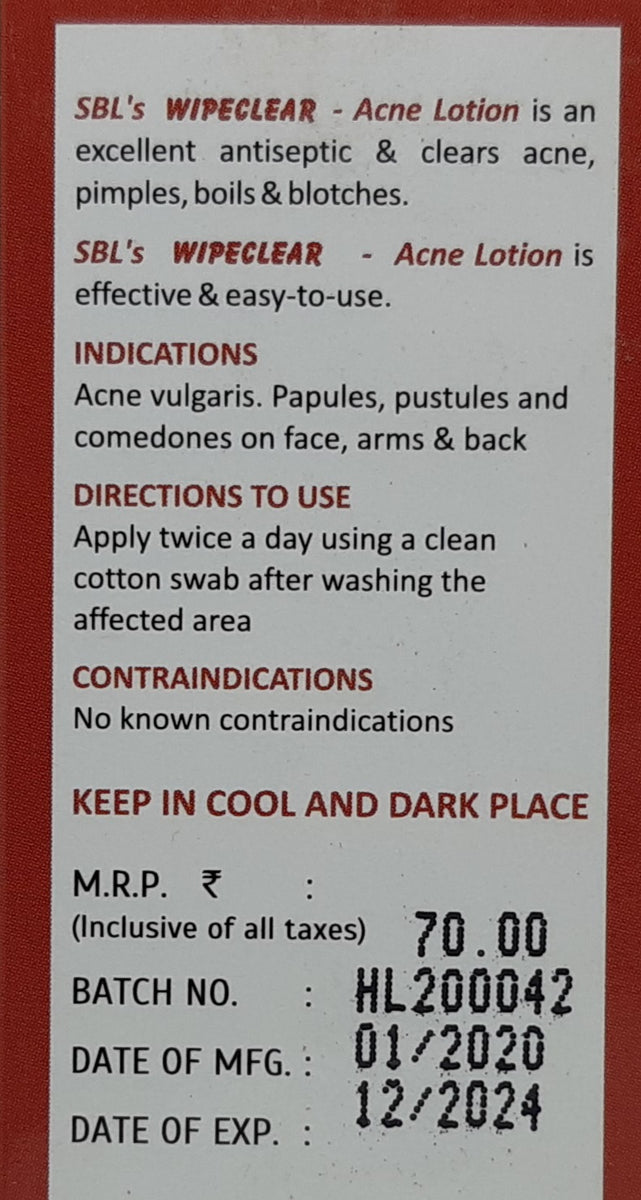 SBL's WIPECLEAR - Acne Lotion is an
excellent antiseptic & clears acne,
pimples, boils & blotches.
SBL's WIPECLEAR - Acne Lotion is
effective & easy-to-use.
INDICATIONS
Acne vulgaris. Papules, pustules and
comedones on face, arms & back
DIRECTIONS TO USE
Apply twice a day using a clean
cotton swab after washing the
affected area
CONTRAINDICATIONS
No known contraindications
KEEP IN COOL AND DARK PLACE
M.R.P. ₹ :
(Inclusive of all taxes) 70.00
BATCH NO. : HL200042
DATE OF MFG. : 01/2020
DATE OF EXP. : 12/2024